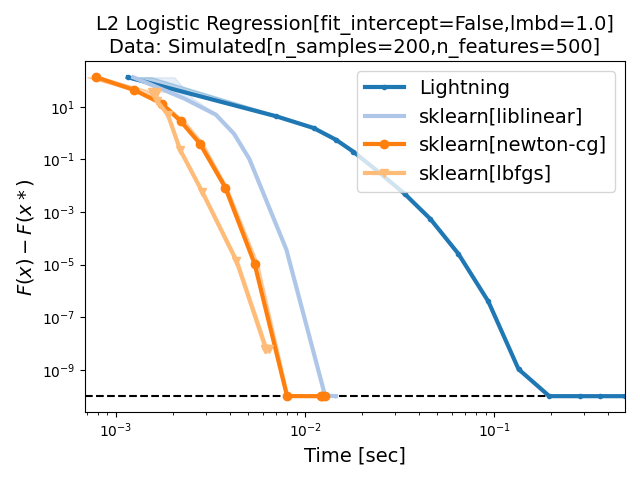 L2 Logistic Regression[fit_intercept=False,lmbd=1.0]
Data: Simulated[n_samples=200,n_features=500]
Lightning
sklearn[liblinear]
sklearn[newton-cg]
sklearn[lbfgs]
F(x) − F(x*)
10¹
10⁻¹
10⁻³
10⁻⁵
10⁻⁷
10⁻⁹
10⁻³
10⁻²
10⁻¹
Time [sec]